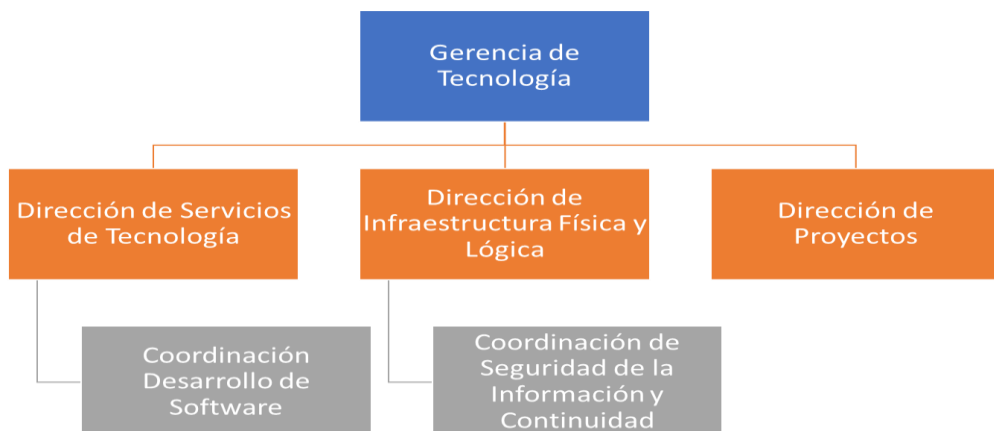 Gerencia de
Tecnología
Dirección de Servicios
de Tecnología
Dirección de
Infraestructura Física y
Lógica
Dirección de
Proyectos
Coordinación
Desarrollo de
Software
Coordinación de
Seguridad de la
Información y
Continuidad